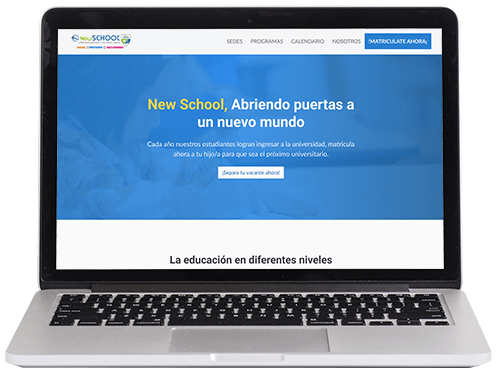 New SCHOOL
SEDES PROGRAMAS CALENDARIO NOSOTROS !MATRICULATE AHORA¡
New School, Abriendo puertas a
un nuevo mundo
Cada año nuestros estudiantes logran ingresar a la universidad, matricula
ahora a tu hijo/a para que sea el próximo universitario.
¡Separa tu vacante ahora!
La educación en diferentes niveles